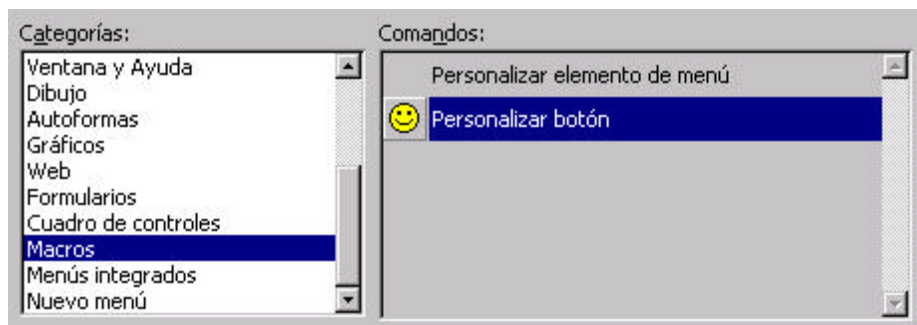 Categorías:
Ventana y Ayuda
Dibujo
Autoformas
Gráficos
Web
Formularios
Cuadro de controles
Macros
Menús integrados
Nuevo menú
Comandos:
Personalizar elemento de menú
Personalizar botón